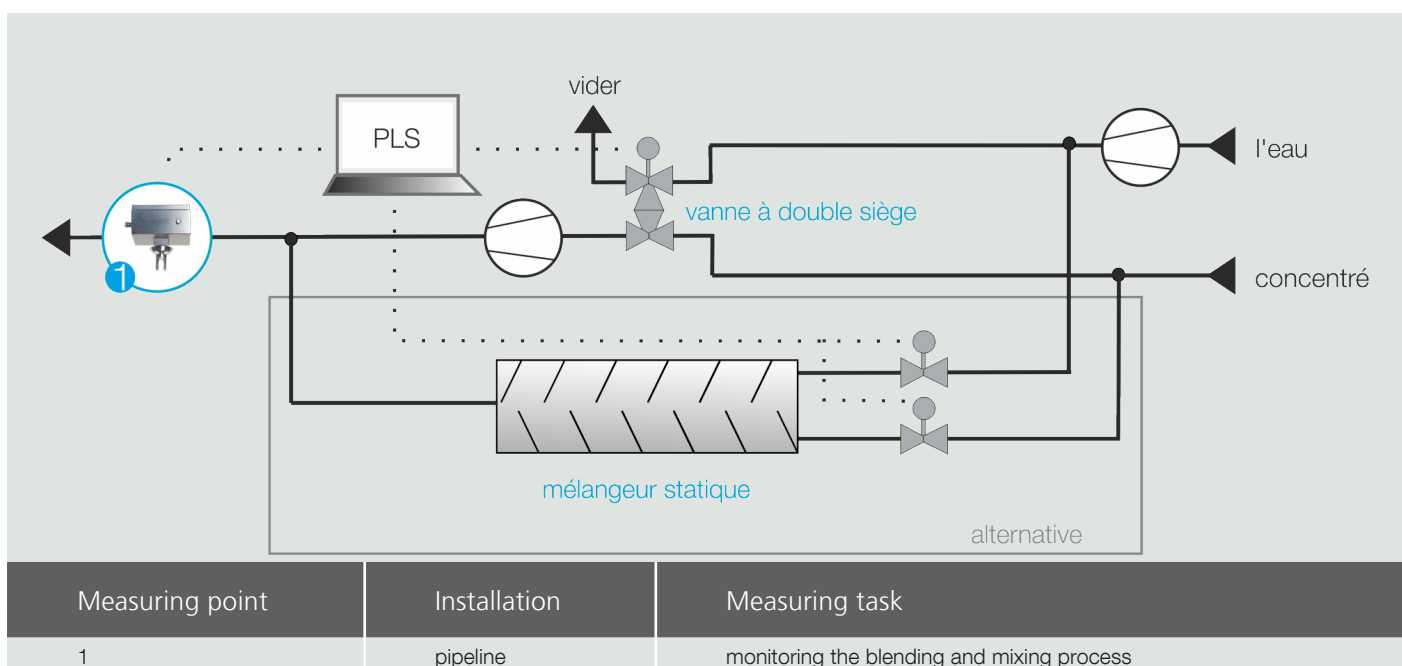 vider
PLS
l'eau
vanne à double siège
1
concentré
mélangeur statique
alternative
Measuring point Installation Measuring task
1 pipeline monitoring the blending and mixing process